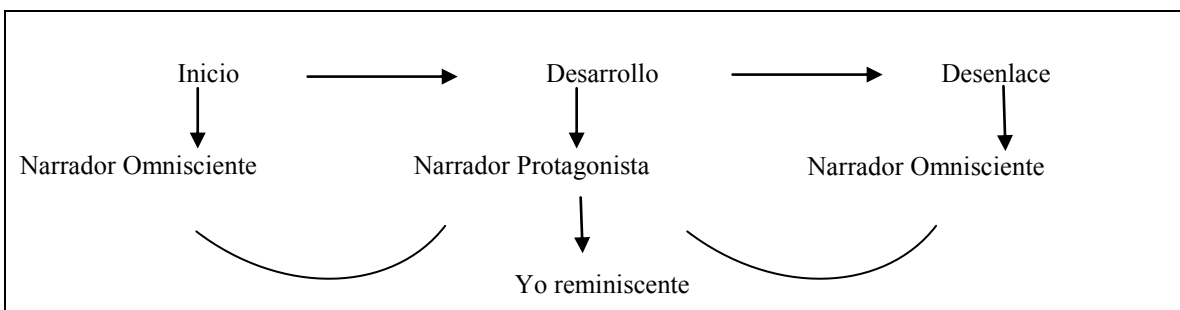 Inicio Desarrollo Desenlace
Narrador Omnisciente Narrador Protagonista Narrador Omnisciente
Yo reminiscente